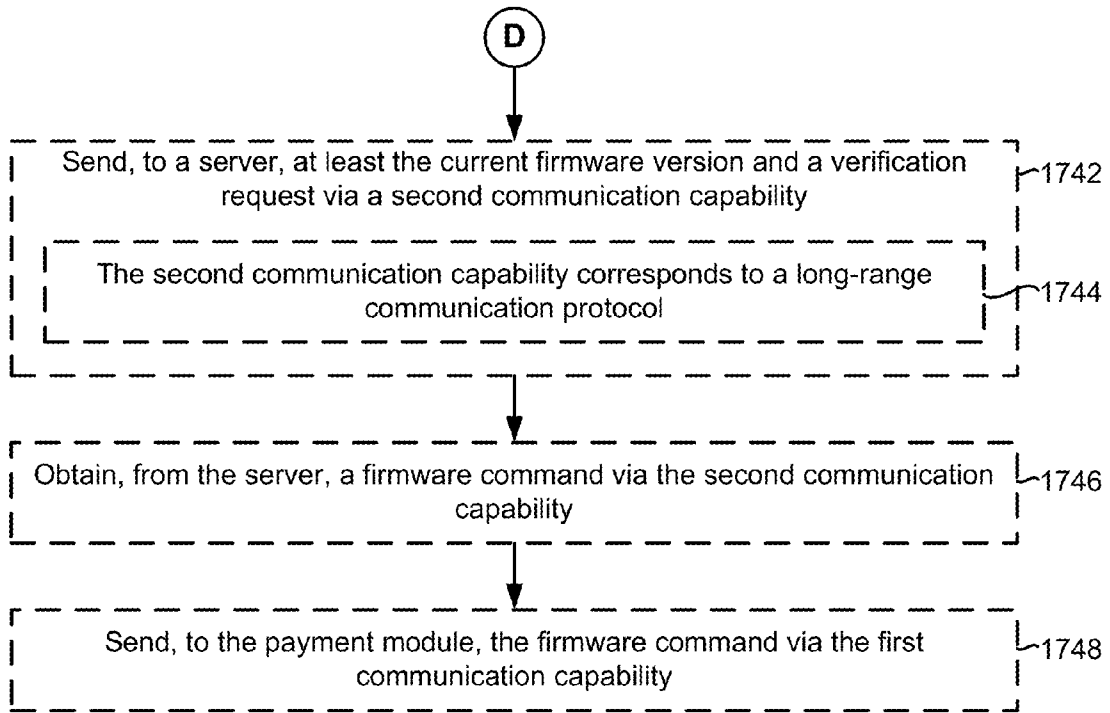 D
Send, to a server, at least the current firmware version and a verification
request via a second communication capability
1742
The second communication capability corresponds to a long-range
communication protocol
1744
Obtain, from the server, a firmware command via the second communication
capability
1746
Send, to the payment module, the firmware command via the first
communication capability
1748